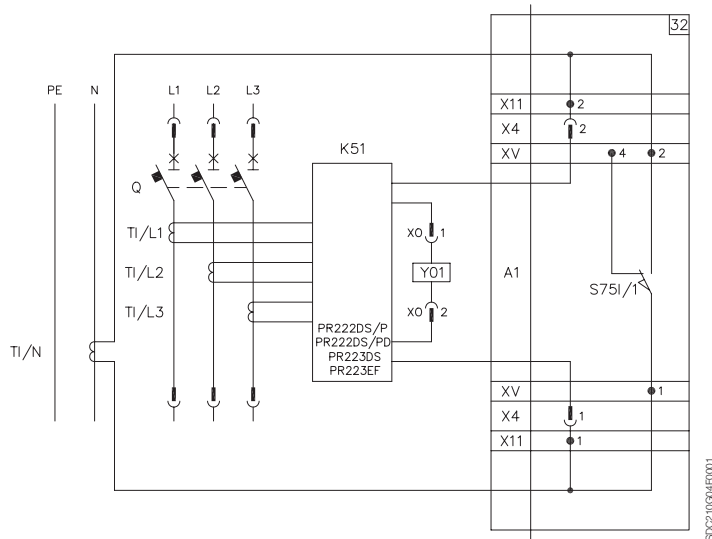 32
PE N L1 L2 L3
X11 2
X4 2
K51
XV 4 2
Q
TI/L1
X0 1
TI/L2
Y01
A1
S75I/1
TI/L3
X0 2
PR222DS/P
PR222DS/PD
PR223DS
PR223EF
TI/N
XV 1
X4 1
X11 1